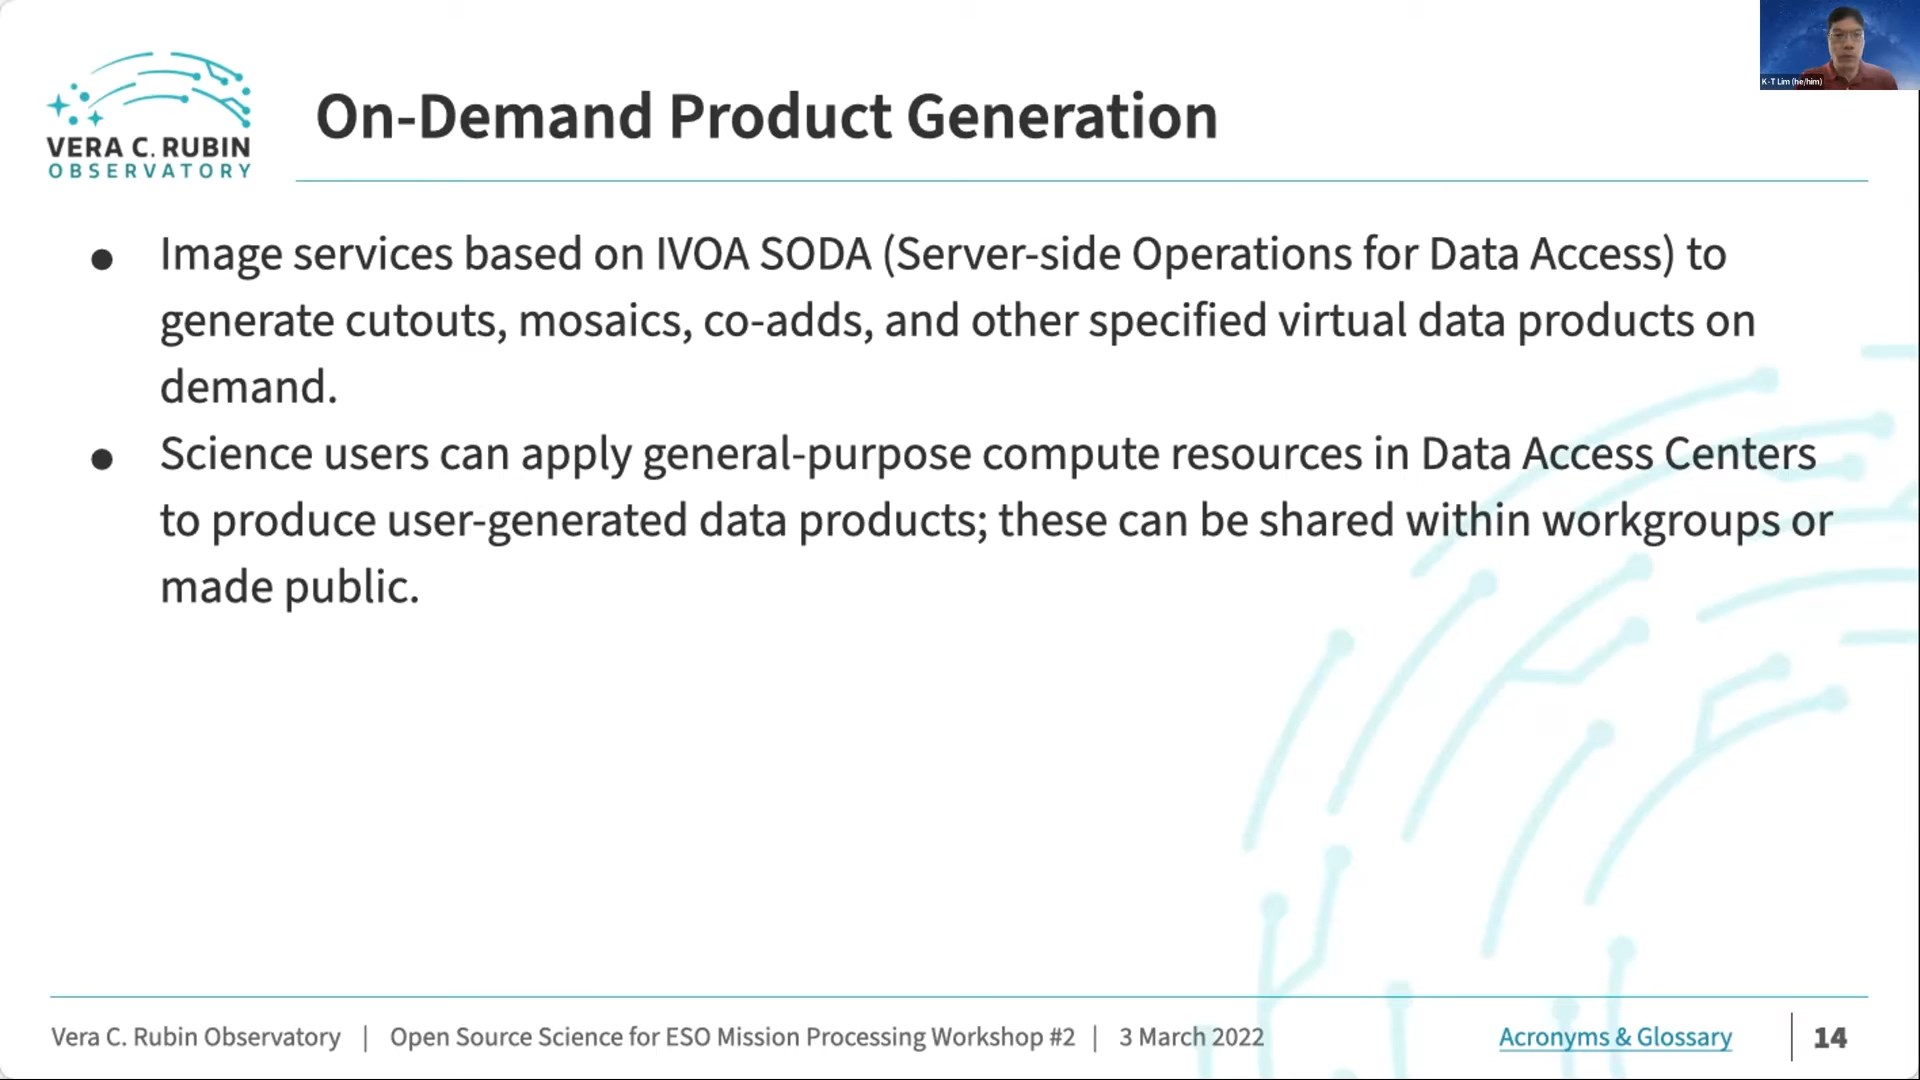 K-T Lim (he/him)
VERA C. RUBIN
OBSERVATORY
On-Demand Product Generation
● Image services based on IVOA SODA (Server-side Operations for Data Access) to
generate cutouts, mosaics, co-adds, and other specified virtual data products on
demand.
● Science users can apply general-purpose compute resources in Data Access Centers
to produce user-generated data products; these can be shared within workgroups or
made public.
Vera C. Rubin Observatory | Open Source Science for ESO Mission Processing Workshop #2 | 3 March 2022 Acronyms & Glossary 14